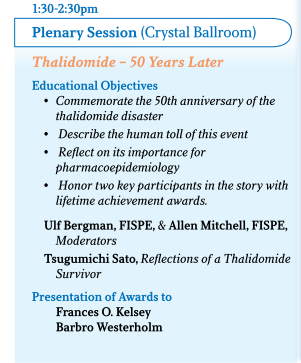 1:30-2:30pm
Plenary Session (Crystal Ballroom)
Thalidomide – 50 Years Later
Educational Objectives
• Commemorate the 50th anniversary of the
thalidomide disaster
• Describe the human toll of this event
• Reflect on its importance for
pharmacoepidemiology
• Honor two key participants in the story with
lifetime achievement awards.
Ulf Bergman, FISPE, & Allen Mitchell, FISPE,
Moderators
Tsugumichi Sato, Reflections of a Thalidomide
Survivor
Presentation of Awards to
Frances O. Kelsey
Barbro Westerholm